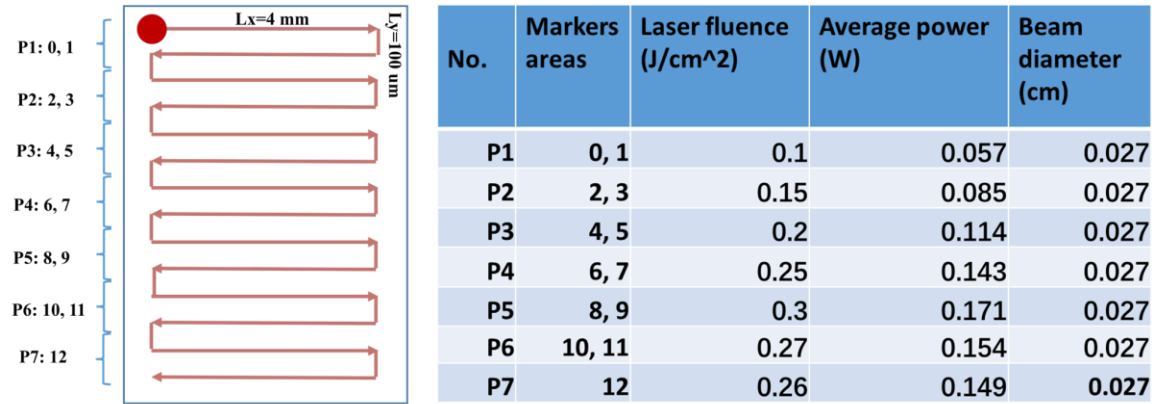 Lx=4 mm
Ly=100 um
P1: 0, 1
P2: 2, 3
P3: 4, 5
P4: 6, 7
P5: 8, 9
P6: 10, 11
P7: 12
No. Markers areas Laser fluence (J/cm^2) Average power (W) Beam diameter (cm)
P1 0, 1 0.1 0.057 0.027
P2 2, 3 0.15 0.085 0.027
P3 4, 5 0.2 0.114 0.027
P4 6, 7 0.25 0.143 0.027
P5 8, 9 0.3 0.171 0.027
P6 10, 11 0.27 0.154 0.027
P7 12 0.26 0.149 0.027